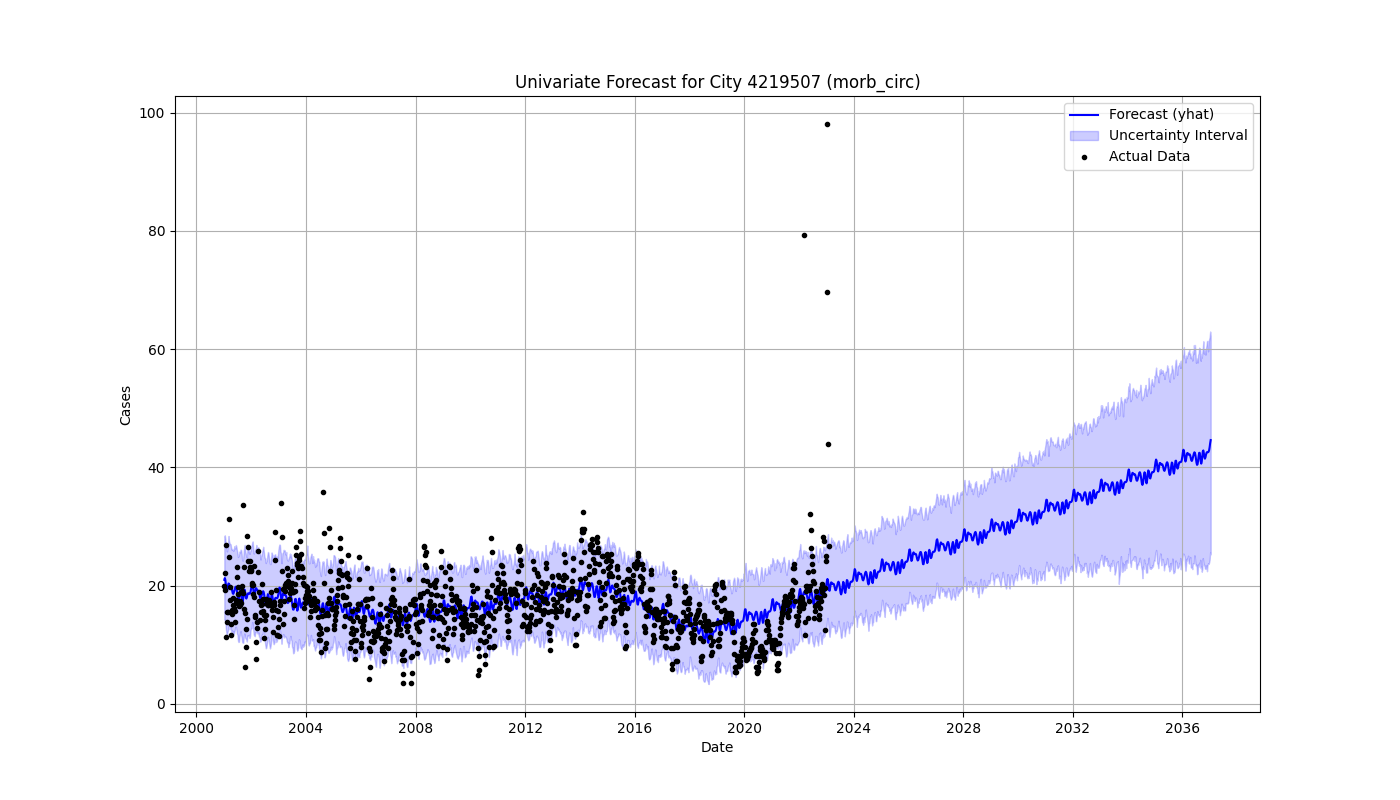 Univariate Forecast for City 4219507 (morb_circ)
Forecast (yhat)
Uncertainty Interval
Actual Data
Cases
100
80
60
40
20
0
2000 2004 2008 2012 2016 2020 2024 2028 2032 2036
Date